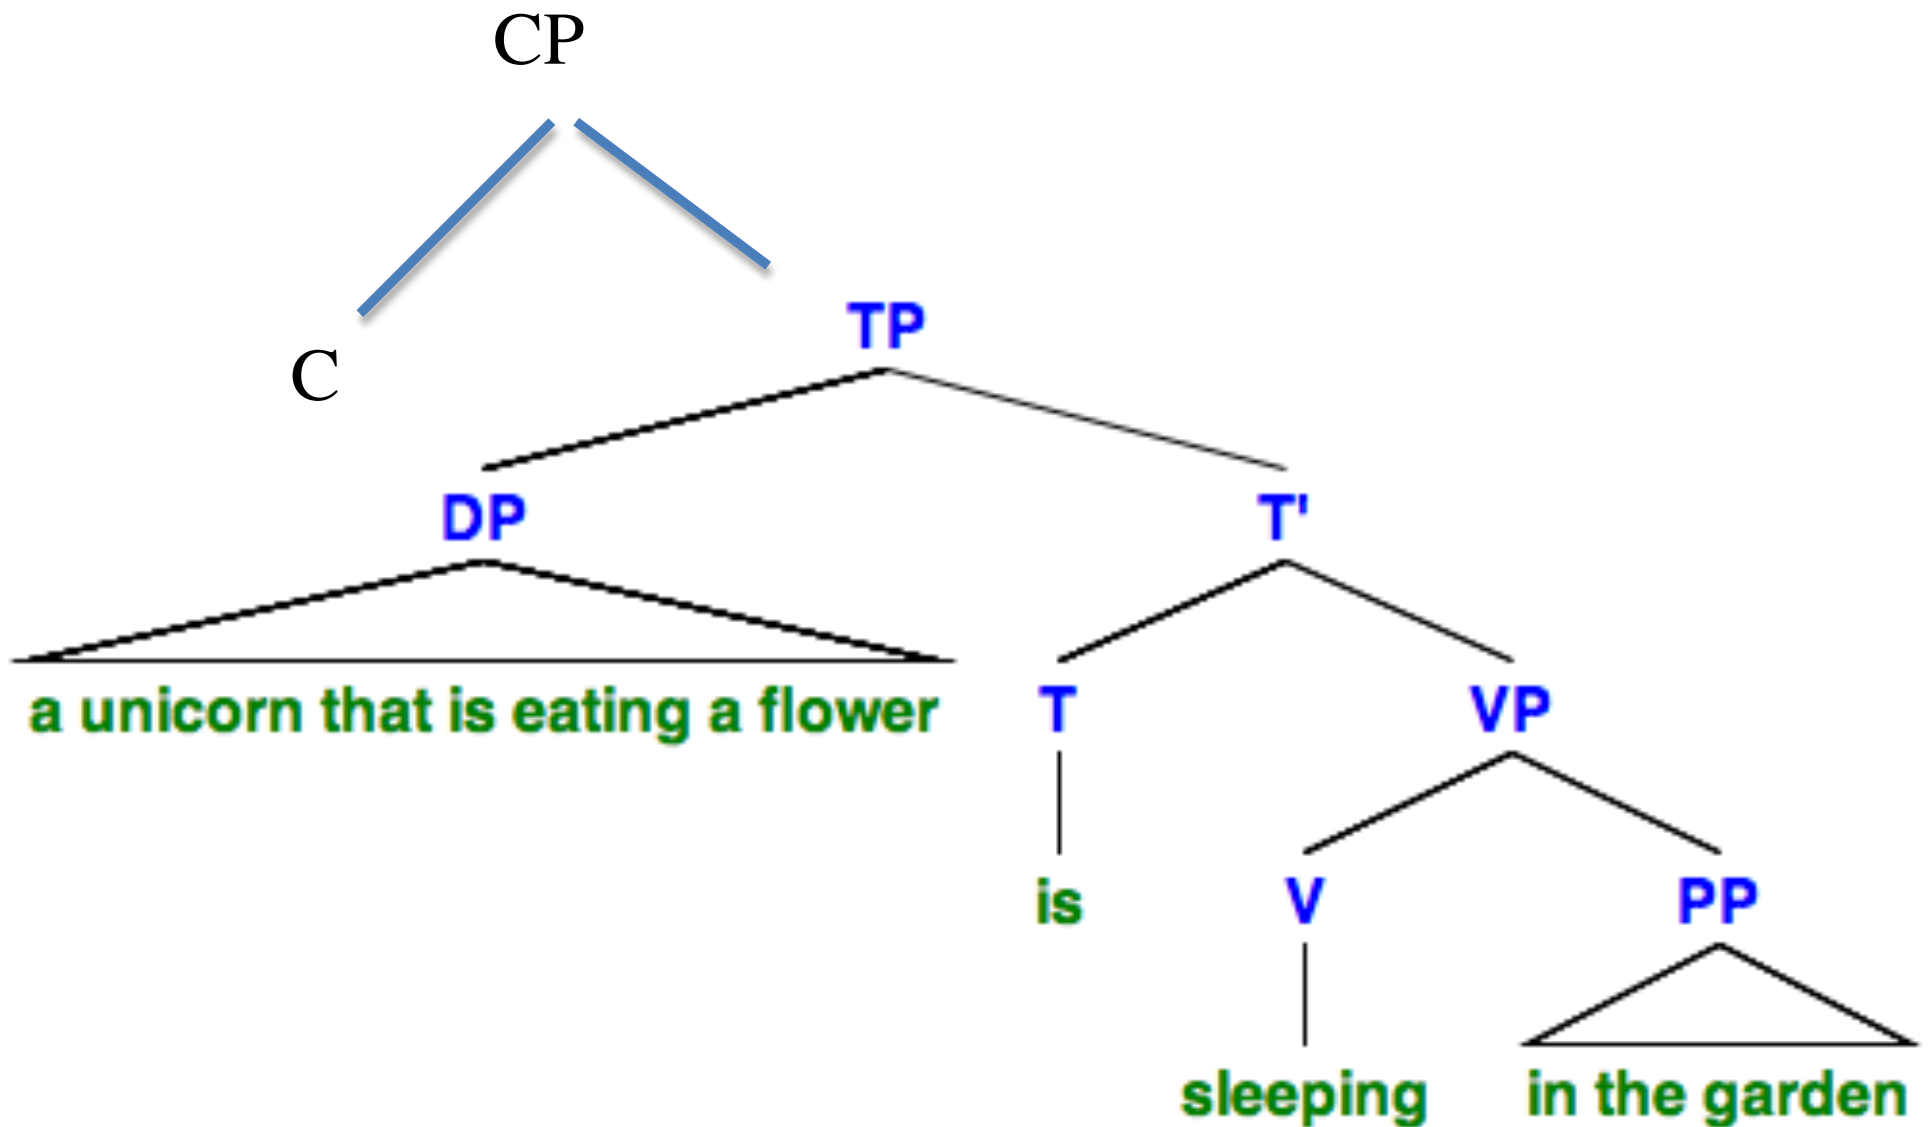 CP
TP
C
DP T'
a unicorn that is eating a flower T VP
is V PP
sleeping in the garden